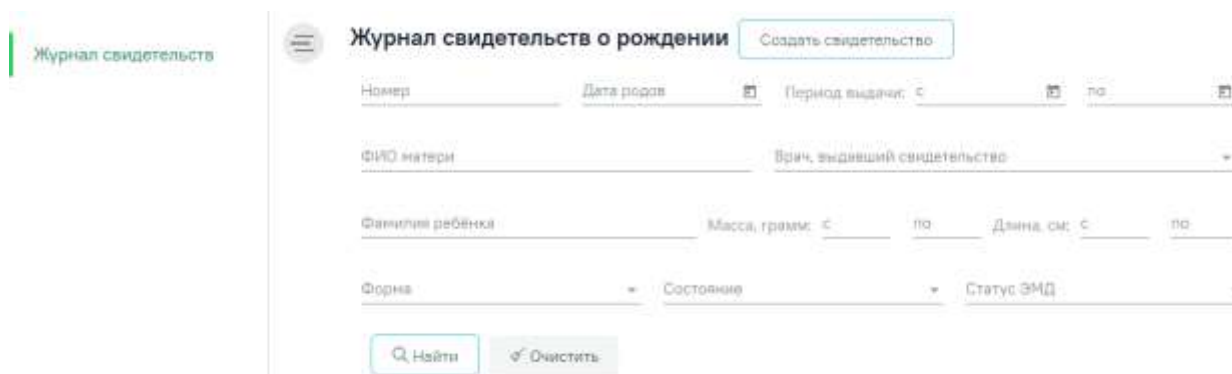 Журнал свидетельств
Журнал свидетельств о рождении Создать свидетельство
Номер Дата родов Период выдачи: с по
ФИО матери Врач, выдавший свидетельство
Фамилия ребёнка Масса, грамм: с по Длина, см: с по
Форма Состояние Статус ЭМД
Найти Очистить